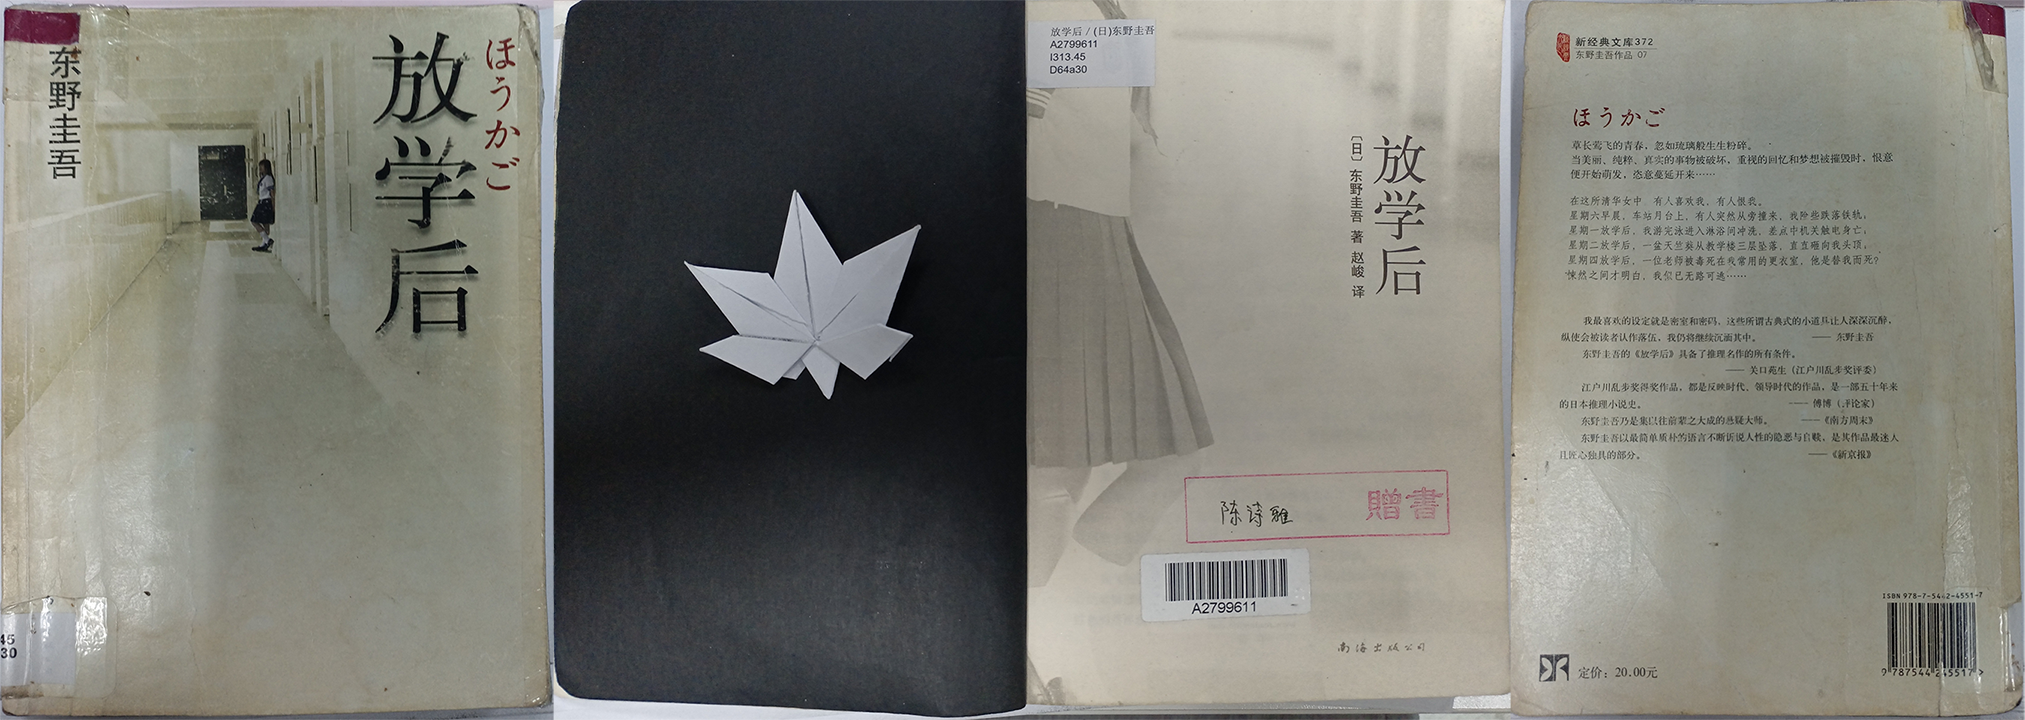 东野圭吾
放学后
ほうかご
45
30
放学后 / (日)东野圭吾
A2799611
I313.45
D64a30
放学后
〔日〕东野圭吾 著 赵峻 译
陈诗雅
贈書
A2799611
南海出版公司
新经典文库372
东野圭吾作品 07
ほうかご
草长莺飞的青春，忽如琉璃般生生粉碎。
当美丽、纯粹、真实的事物被破坏，重视的回忆和梦想被摧毁时，恨意
便开始萌发，恣意蔓延开来……
在这所清华女中 有人喜欢我，有人恨我。
星期六早晨，车站月台上，有人突然从旁撞来，我险些跌落铁轨；
星期一放学后，我游完泳进入淋浴间冲洗，差点中机关触电身亡；
星期二放学后，一盆天竺葵从教学楼三层坠落，直直砸向我头顶；
星期四放学后，一位老师被毒死在我常用的更衣室，他是替我而死？
悚然之间才明白，我似已无路可逃……
我最喜欢的设定就是密室和密码，这些所谓古典式的小道具让人深深沉醉，
纵使会被读者认作落伍、我仍将继续沉湎其中。 —— 东野圭吾
东野圭吾的《放学后》具备了推理名作的所有条件。
—— 关口苑生（江户川乱步奖评委）
江户川乱步奖得奖作品，都是反映时代、领导时代的作品，是一部五十年来
的日本推理小说史。 —— 傅博（评论家）
东野圭吾乃是集以往前辈之大成的悬疑大师。 ——《南方周末》
东野圭吾以最简单质朴的语言不断诉说人性的隐恶与自赎，是其作品最迷人
且匠心独具的部分。 ——《新京报》
ISBN 978-7-5442-4551-7
9 787544 245517 >
定价：20.00元